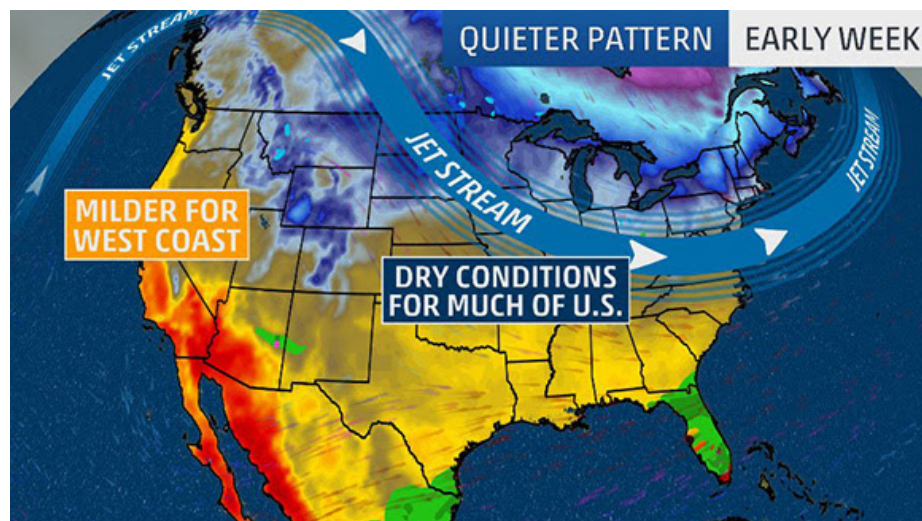 QUIETER PATTERN
EARLY WEEK
JET STREAM
JET STREAM
JET STREAM
MILDER FOR
WEST COAST
DRY CONDITIONS
FOR MUCH OF U.S.